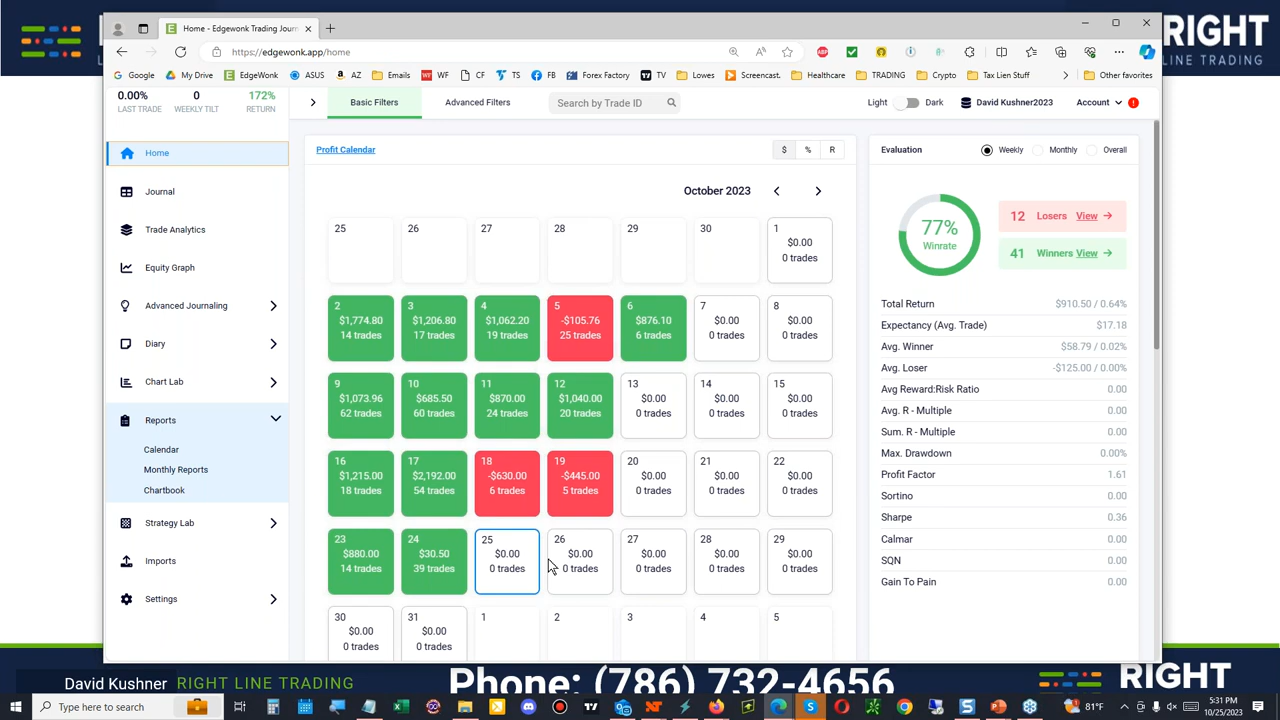 RIGHT
LINE TRADING
Home - Edgewonk Trading Journ
https://edgewonk.app/home
Google My Drive EdgeWonk ASUS AZ Emails WF CF TS FB Forex Factory TV Lowes Screencast. Healthcare TRADING Crypto Tax Lien Stuff Other favorites
0.00% 0 172%
LAST TRADE WEEKLY TILT RETURN
Basic Filters Advanced Filters Search by Trade ID Light Dark David Kushner2023 Account
Home
Journal
Trade Analytics
Equity Graph
Advanced Journaling
Diary
Chart Lab
Reports
Calendar
Monthly Reports
Chartbook
Strategy Lab
Imports
Settings
Profit Calendar $ % R
October 2023
25 26 27 28 29 30 1
$0.00
0 trades
2 3 4 5 6 7 8
$1,774.80 $1,206.80 $1,062.20 -$105.76 $876.10 $0.00 $0.00
14 trades 17 trades 19 trades 25 trades 6 trades 0 trades 0 trades
9 10 11 12 13 14 15
$1,073.96 $685.50 $870.00 $1,040.00 $0.00 $0.00 $0.00
62 trades 60 trades 24 trades 20 trades 0 trades 0 trades 0 trades
16 17 18 19 20 21 22
$1,215.00 $2,192.00 -$630.00 -$445.00 $0.00 $0.00 $0.00
18 trades 54 trades 6 trades 5 trades 0 trades 0 trades 0 trades
23 24 25 26 27 28 29
$880.00 $30.50 $0.00 $0.00 $0.00 $0.00 $0.00
14 trades 39 trades 0 trades 0 trades 0 trades 0 trades 0 trades
30 31 1 2 3 4 5
$0.00 $0.00
0 trades 0 trades
Evaluation Weekly Monthly Overall
77%
Winrate
12 Losers View
41 Winners View
Total Return $910.50 / 0.64%
Expectancy (Avg. Trade) $17.18
Avg. Winner $58.79 / 0.02%
Avg. Loser -$125.00 / 0.00%
Avg Reward:Risk Ratio 0.00
Avg. R - Multiple 0.00
Sum. R - Multiple 0.00
Max. Drawdown 0.00%
Profit Factor 1.61
Sortino 0.00
Sharpe 0.36
Calmar 0.00
SQN 0.00
Gain To Pain 0.00
David Kushner RIGHT LINE TRADING
Phone: (786) 732-4656
RIGHT
Type here to search
81°F
5:31 PM
10/25/2023